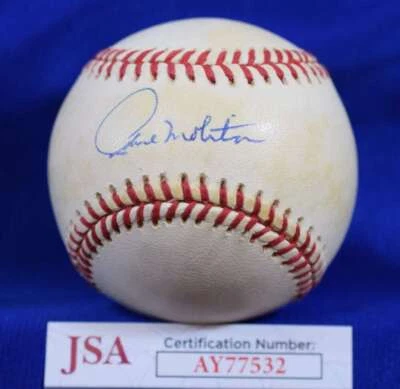 Paul Molitor
JSA Certification Number:
AY77532